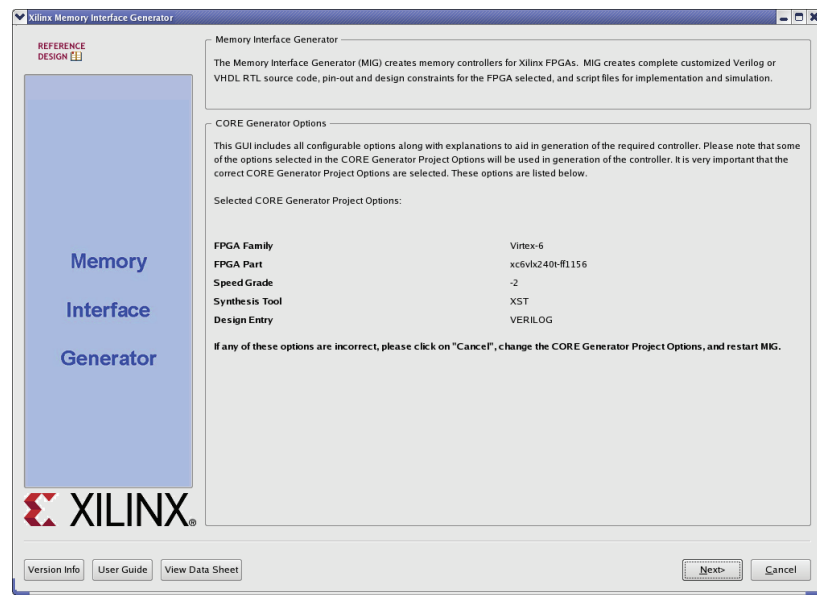 Xilinx Memory Interface Generator
REFERENCE
DESIGN
Memory
Interface
Generator
XILINX®
Memory Interface Generator
The Memory Interface Generator (MIG) creates memory controllers for Xilinx FPGAs. MIG creates complete customized Verilog or
VHDL RTL source code, pin-out and design constraints for the FPGA selected, and script files for implementation and simulation.
CORE Generator Options
This GUI includes all configurable options along with explanations to aid in generation of the required controller. Please note that some
of the options selected in the CORE Generator Project Options will be used in generation of the controller. It is very important that the
correct CORE Generator Project Options are selected. These options are listed below.
Selected CORE Generator Project Options:
FPGA Family Virtex-6
FPGA Part xc6vlx240t-ff1156
Speed Grade -2
Synthesis Tool XST
Design Entry VERILOG
If any of these options are incorrect, please click on "Cancel", change the CORE Generator Project Options, and restart MIG.
Version Info User Guide View Data Sheet Next> Cancel